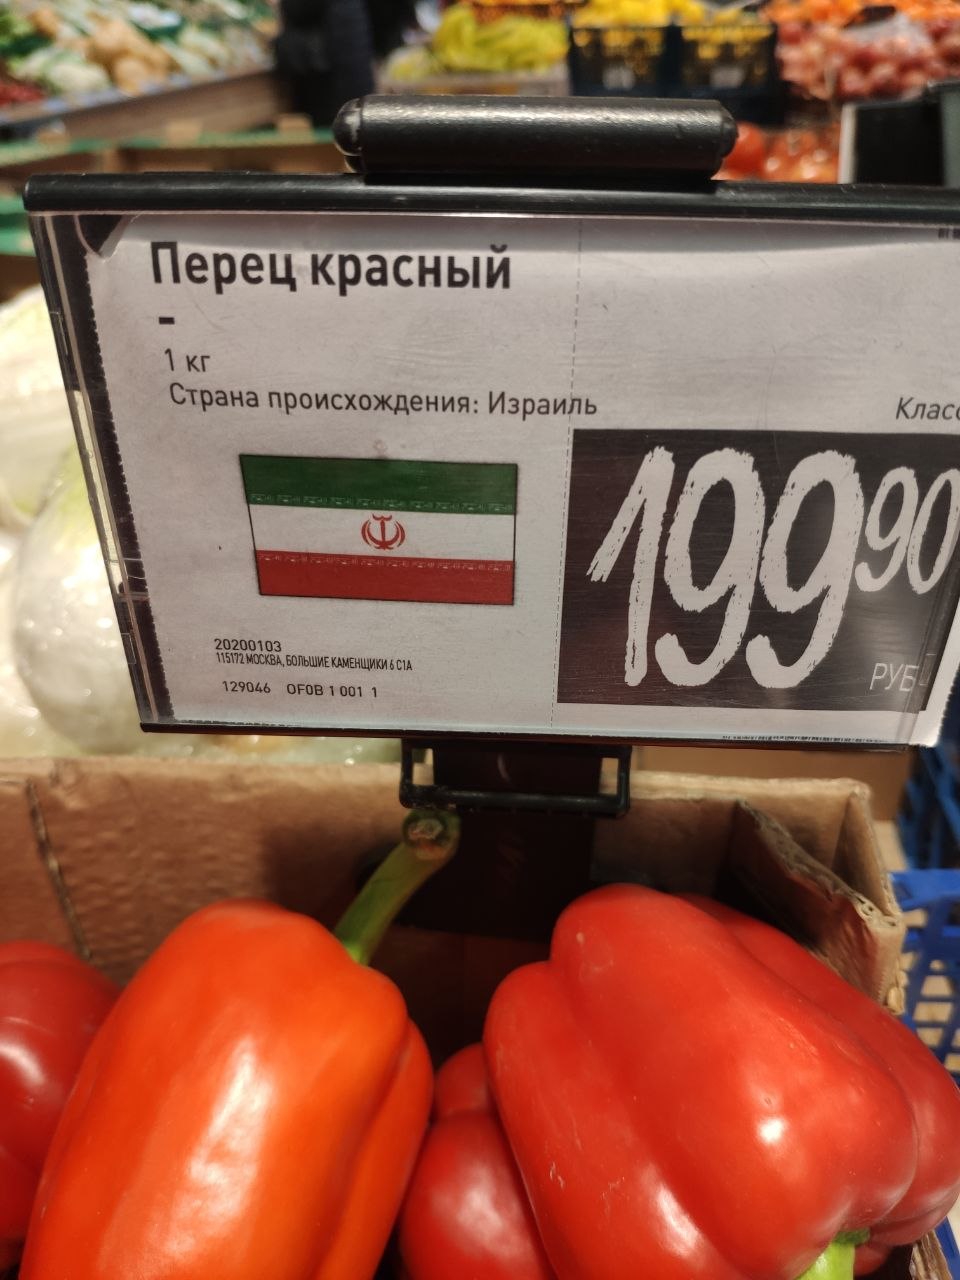 Перец красный
-
1 кг
Страна происхождения: Израиль
199 90
РУБ
20200103
115172 МОСКВА, БОЛЬШИЕ КАМЕНЩИКИ 6 С1А
129046 OF0B 1 001 1